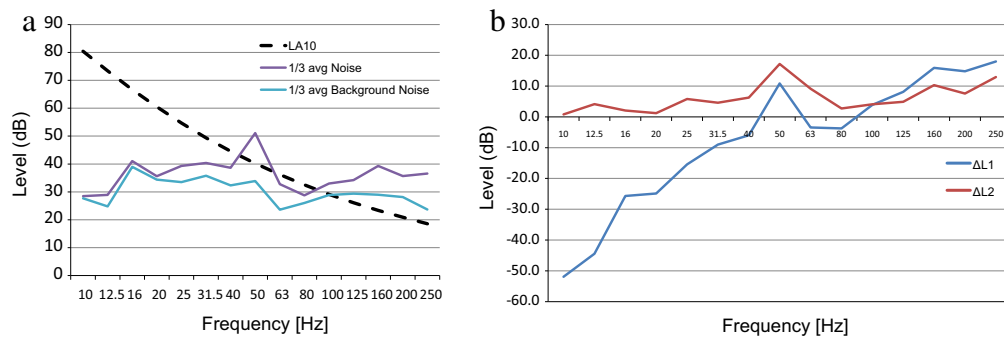 a
90
80
70
60
50
40
30
20
10
0
Level (dB)
LA10
1/3 avg Noise
1/3 avg Background Noise
10 12.5 16 20 25 31.5 40 50 63 80 100 125 160 200 250
Frequency [Hz]
b
30.0
20.0
10.0
0.0
-10.0
-20.0
-30.0
-40.0
-50.0
-60.0
Level (dB)
10 12.5 16 20 25 31.5 40 50 63 80 100 125 160 200 250
ΔL1
ΔL2
Frequency [Hz]